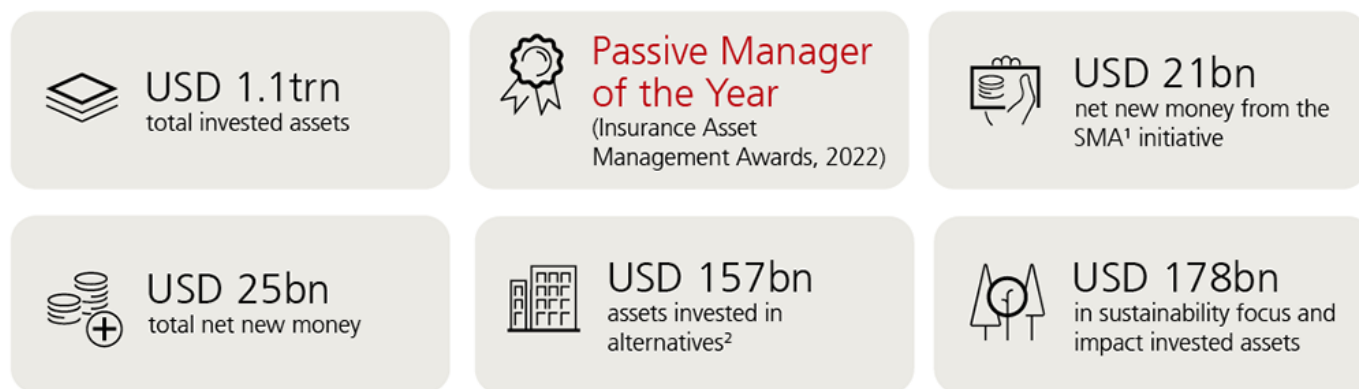 USD 1.1trn
total invested assets
Passive Manager
of the Year
(Insurance Asset
Management Awards, 2022)
USD 21bn
net new money from the
SMA¹ initiative
USD 25bn
total net new money
USD 157bn
assets invested in
alternatives²
USD 178bn
in sustainability focus and
impact invested assets